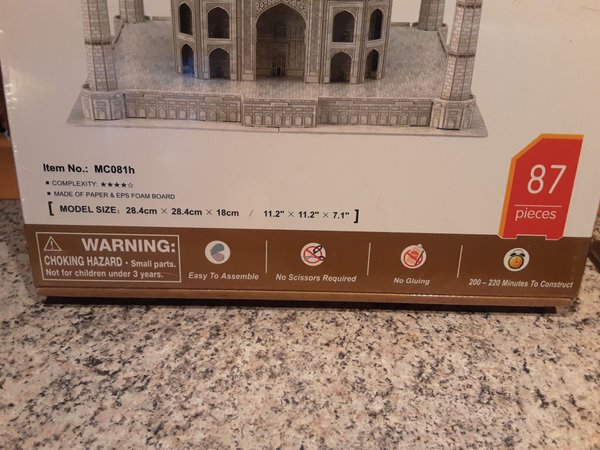 Item No.: MC081h
▪ COMPLEXITY: ★★★★☆
▪ MADE OF PAPER & EPS FOAM BOARD
[ MODEL SIZE: 28.4cm × 28.4cm × 18cm / 11.2" × 11.2" × 7.1" ]
87
pieces
WARNING:
CHOKING HAZARD - Small parts.
Not for children under 3 years.
Easy To Assemble
No Scissors Required
No Gluing
200 – 220 Minutes To Construct